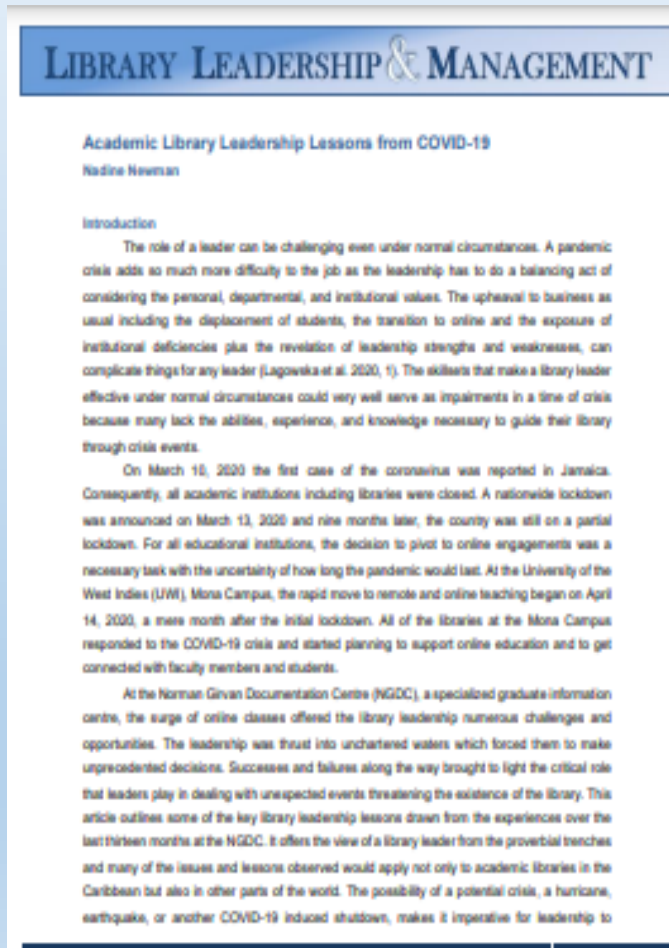 LIBRARY LEADERSHIP & MANAGEMENT
Academic Library Leadership Lessons from COVID-19
Nadine Newman
Introduction
The role of a leader can be challenging even under normal circumstances. A pandemic
crisis adds so much more difficulty to the job as the leadership has to do a balancing act of
considering the personal, departmental, and institutional values. The upheaval to business as
usual including the displacement of students, the transition to online and the exposure of
institutional deficiencies plus the revelation of leadership strengths and weaknesses, can
complicate things for any leader (Lagowska et al. 2020, 1). The skillsets that make a library leader
effective under normal circumstances could very well serve as impairments in a time of crisis
because many lack the abilities, experience, and knowledge necessary to guide their library
through crisis events.
On March 10, 2020 the first case of the coronavirus was reported in Jamaica.
Consequently, all academic institutions including libraries were closed. A nationwide lockdown
was announced on March 13, 2020 and nine months later, the country was still on a partial
lockdown. For all educational institutions, the decision to pivot to online engagements was a
necessary task with the uncertainty of how long the pandemic would last. At the University of the
West Indies (UWI), Mona Campus, the rapid move to remote and online teaching began on April
14, 2020, a mere month after the initial lockdown. All of the libraries at the Mona Campus
responded to the COVID-19 crisis and started planning to support online education and to get
connected with faculty members and students.
At the Norman Girvan Documentation Centre (NGDC), a specialized graduate information
centre, the surge of online classes offered the library leadership numerous challenges and
opportunities. The leadership was thrust into unchartered waters which forced them to make
unprecedented decisions. Successes and failures along the way brought to light the critical role
that leaders play in dealing with unexpected events threatening the existence of the library. This
article outlines some of the key library leadership lessons drawn from the experiences over the
last thirteen months at the NGDC. It offers the view of a library leader from the proverbial trenches
and many of the issues and lessons observed would apply not only to academic libraries in the
Caribbean but also in other parts of the world. The possibility of a potential crisis, a hurricane,
earthquake, or another COVID-19 induced shutdown, makes it imperative for leadership to